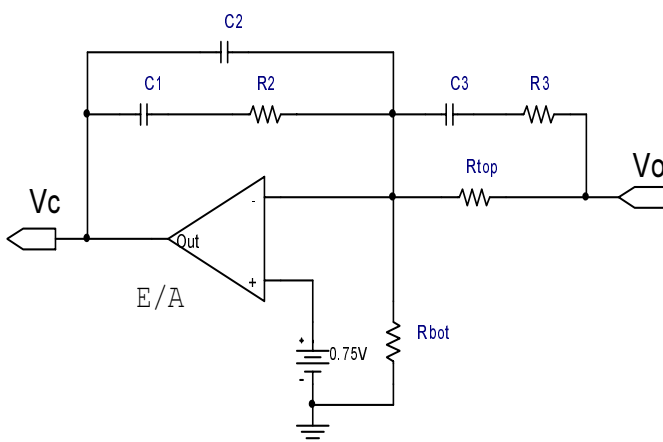 C2
C1 R2 C3 R3
Rtop
Vo
Vc
-
Out
+
E/A
Rbot
+
0.75V
-